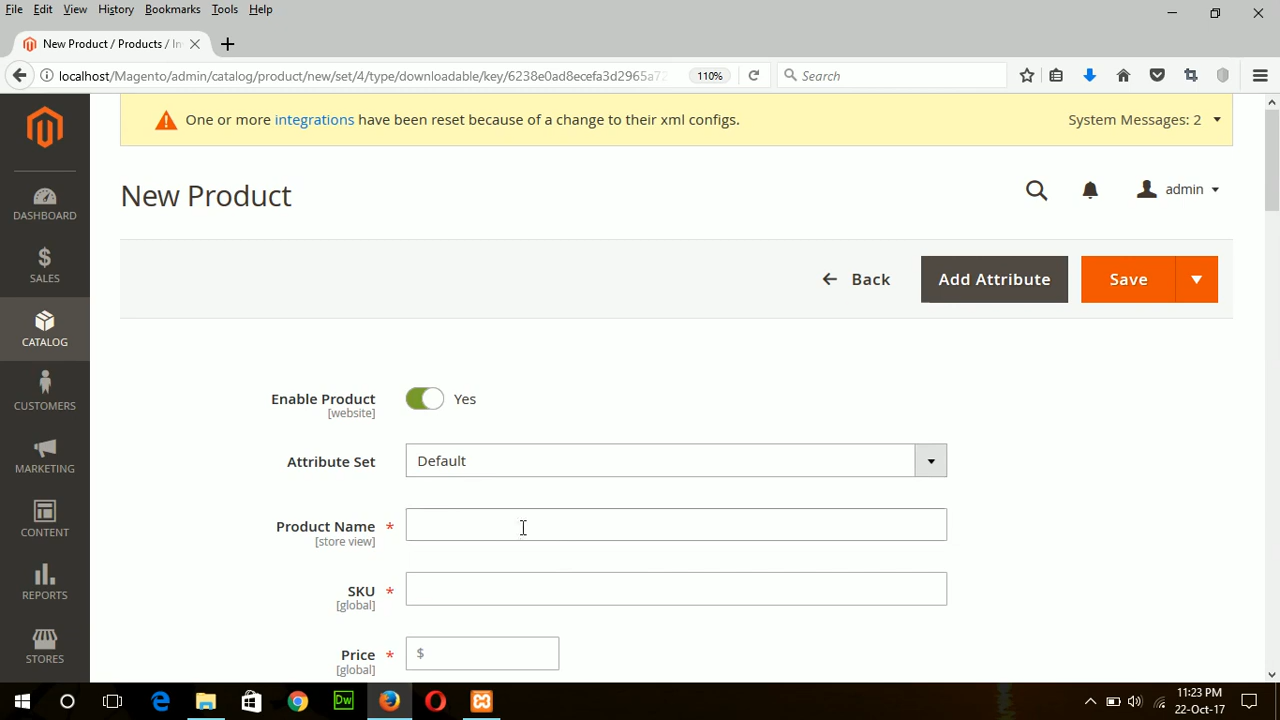 File Edit View History Bookmarks Tools Help
New Product / Products / In
localhost/Magento/admin/catalog/product/new/set/4/type/downloadable/key/6238e0ad8ecefa3d2965a72 110% Search
One or more integrations have been reset because of a change to their xml configs. System Messages: 2
New Product admin
DASHBOARD
SALES
CATALOG
CUSTOMERS
MARKETING
CONTENT
REPORTS
STORES
Back Add Attribute Save
Enable Product Yes
[website]
Attribute Set Default
Product Name *
[store view]
SKU *
[global]
Price * $
[global]
Dw
11:23 PM
22-Oct-17